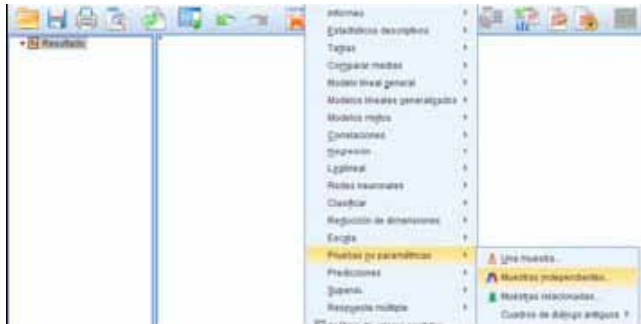 Resultado
Informes
Estadísticos descriptivos
Tablas
Comparar medias
Modelo lineal general
Modelos lineales generalizados
Modelos mixtos
Correlaciones
Regresión
Loglineal
Redes neuronales
Clasificar
Reducción de dimensiones
Escala
Pruebas no paramétricas
Predicciones
Superv.
Respuesta múltiple
Una muestra...
Muestras independientes...
Muestras relacionadas...
Cuadros de diálogo antiguos